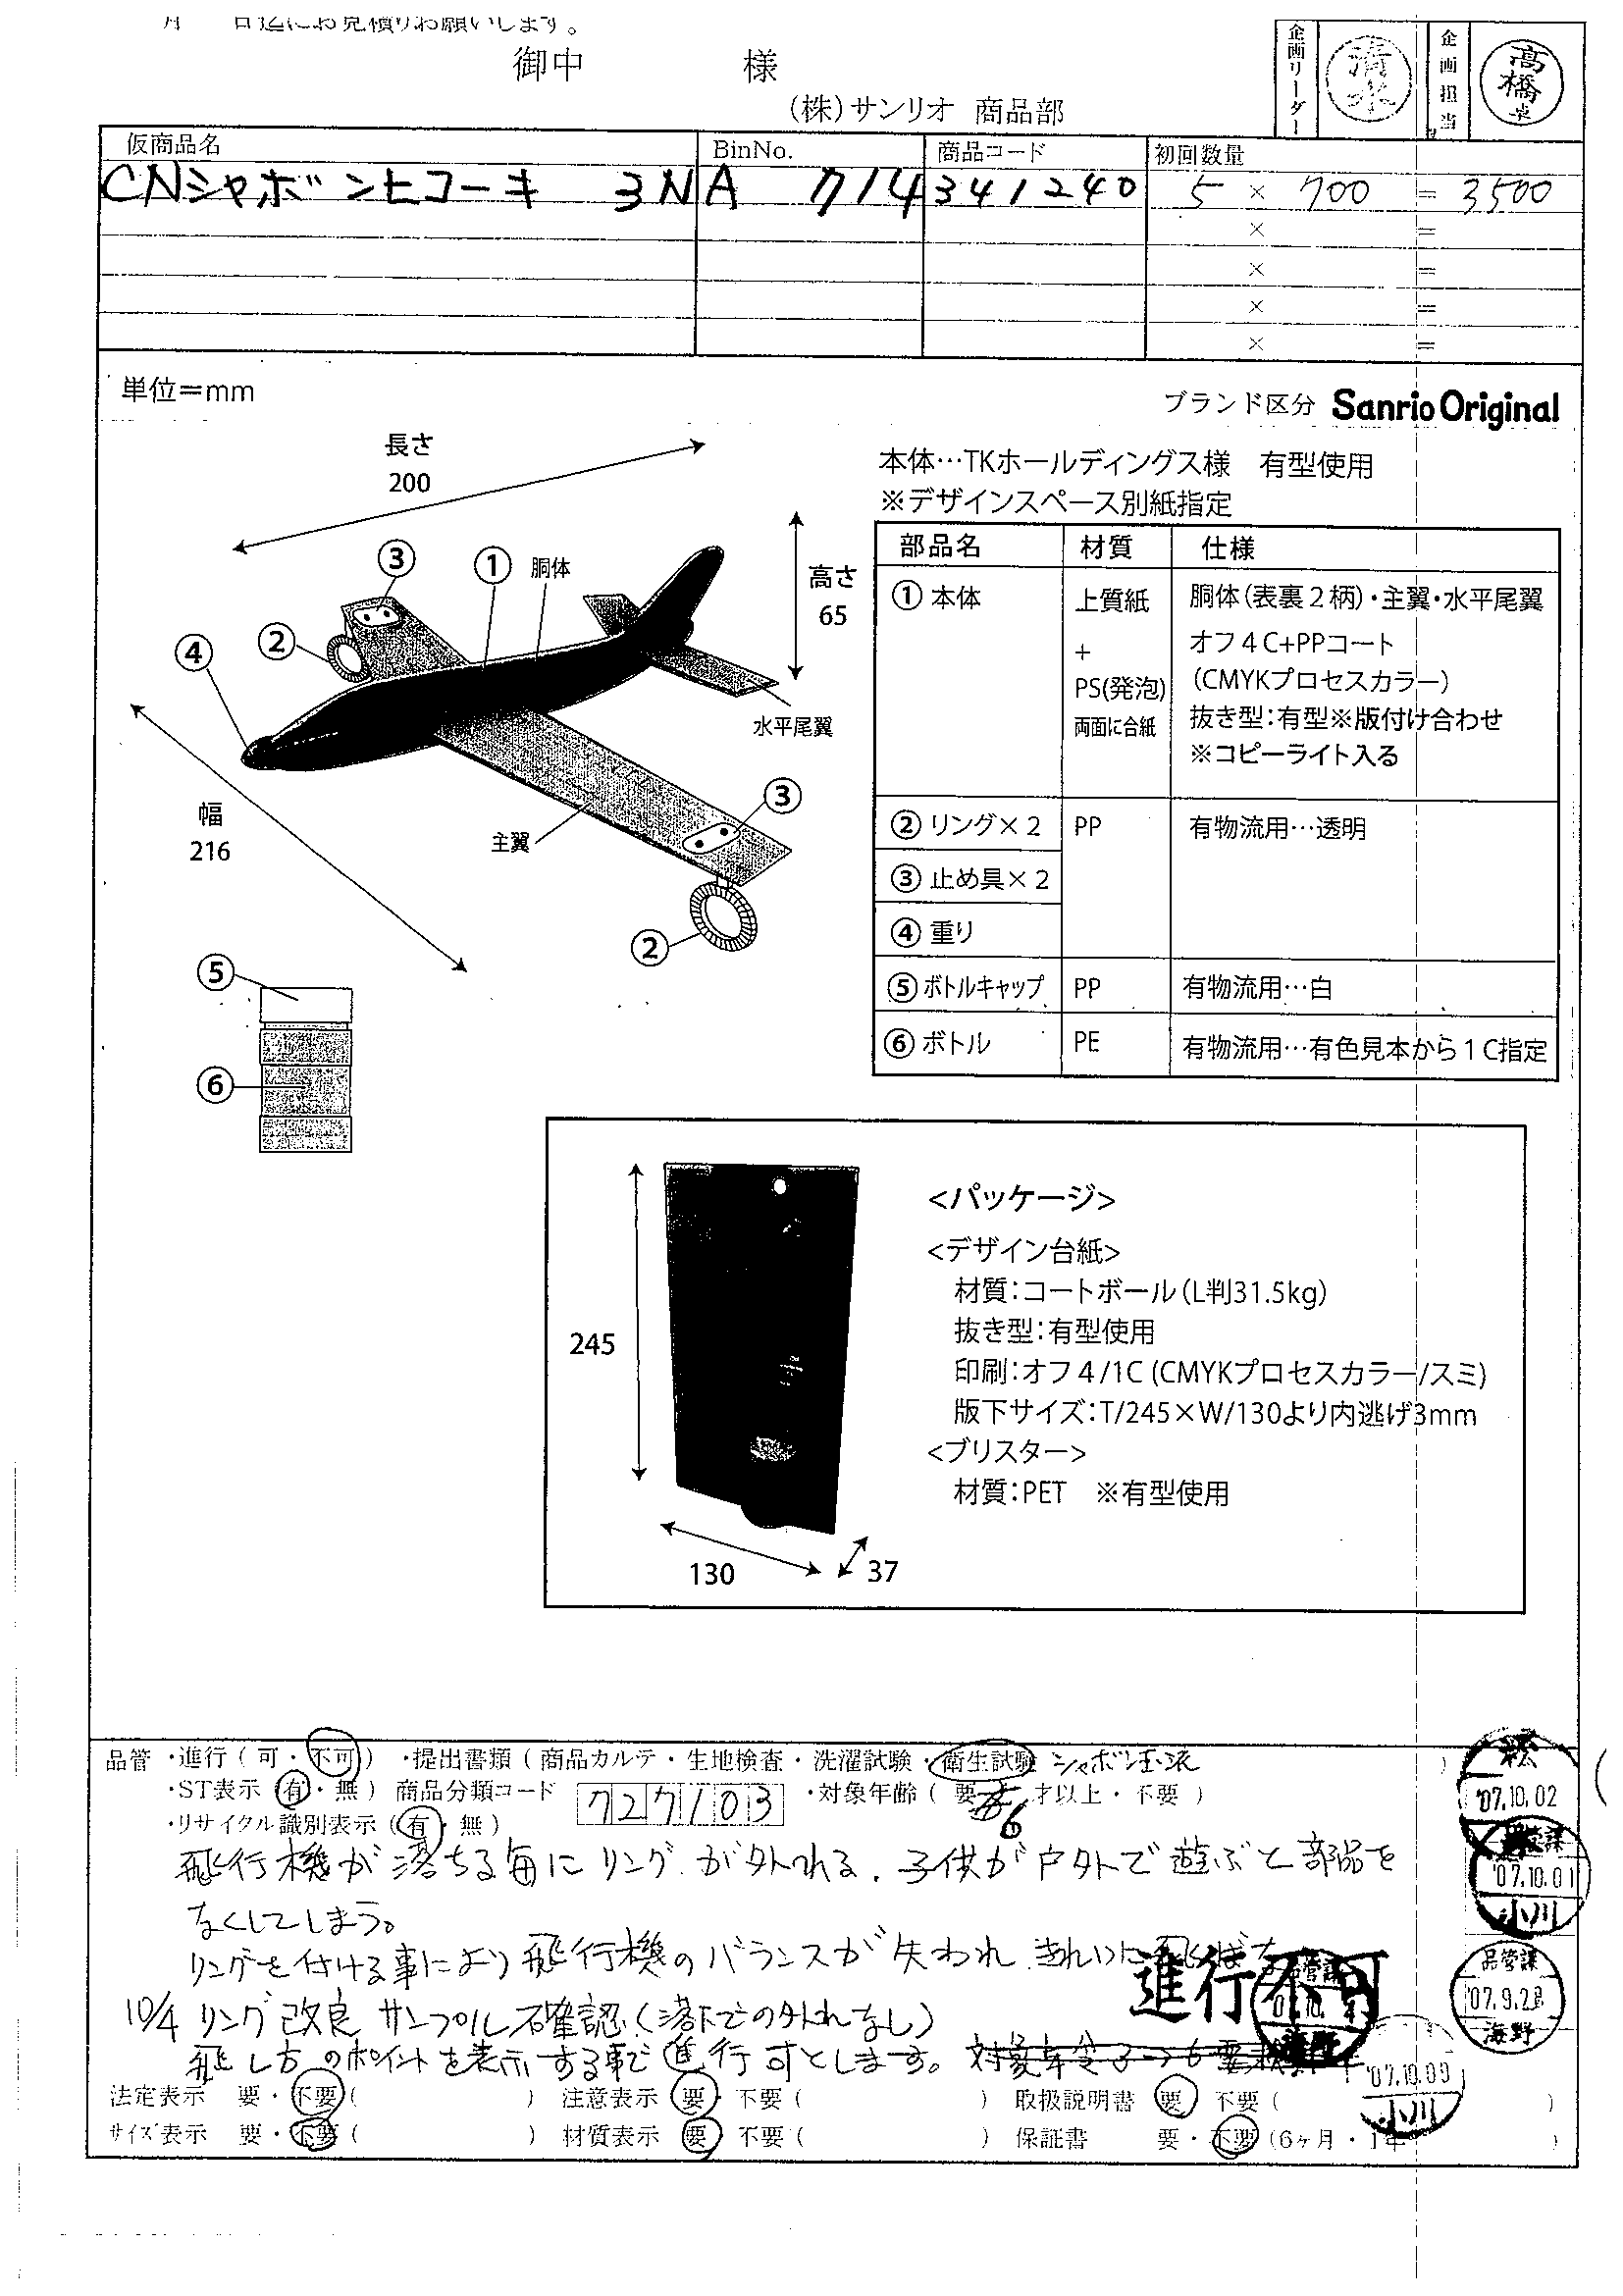 月　日迄にお見積りお願いします。
御中　様
(株)サンリオ 商品部
企画リーダー 清水 企画担当 高橋卓
仮商品名 BinNo. 商品コード 初回数量
CNシャボンヒコーキ 3NA 714 341240 5 × 700 = 3500
× =
× =
× =
× =
単位＝mm
ブランド区分 Sanrio Original
長さ
200
本体…TKホールディングス様　有型使用
※デザインスペース別紙指定
③ ① 胴体
高さ
65
② ④
水平尾翼
③
主翼
幅
216
②
⑤
⑥
部品名 材質 仕様
① 本体 上質紙 胴体（表裏２柄）・主翼・水平尾翼
+ オフ４C+PPコート
PS(発泡) （CMYKプロセスカラー）
両面に合紙 抜き型：有型※版付け合わせ
※コピーライト入る
② リング×２ PP 有物流用…透明
③ 止め具×２
④ 重り
⑤ ボトルキャップ PP 有物流用…白
⑥ ボトル PE 有物流用…有色見本から１C指定
245
130
37
<パッケージ>
<デザイン台紙>
材質：コートボール（L判31.5kg）
抜き型：有型使用
印刷：オフ４/1C (CMYKプロセスカラー/スミ)
版下サイズ：T/245×W/130より内逃げ3mm
<ブリスター>
材質：PET　※有型使用
品管 ・進行（可・不可） ・提出書類（商品カルテ・生地検査・洗濯試験・衛生試験 シャボン玉液 ）
・ST表示（有・無） 商品分類コード 727103 ・対象年齢（要 6 才以上・不要）
・リサイクル識別表示（有・無）
飛行機が落ちる毎にリングが外れる。子供が戸外で遊ぶと部品を
なくしてしまう。
リングを付ける事により飛行機のバランスが失われ、きれいに飛ばな
進行不可
10/4 リング改良サンプル確認（落下での外れなし）
飛し方のポイントを表示する事で進行可とします。
松
'07.10.02
'07.10.01
小川
品管課
'07.9.28
海野
'07.10.09
小川
法定表示　要・不要（　） 注意表示　要・不要（　） 取扱説明書　要・不要（　）
サイズ表示　要・不要（　） 材質表示　要・不要（　） 保証書　要・不要（6ヶ月・1年　）